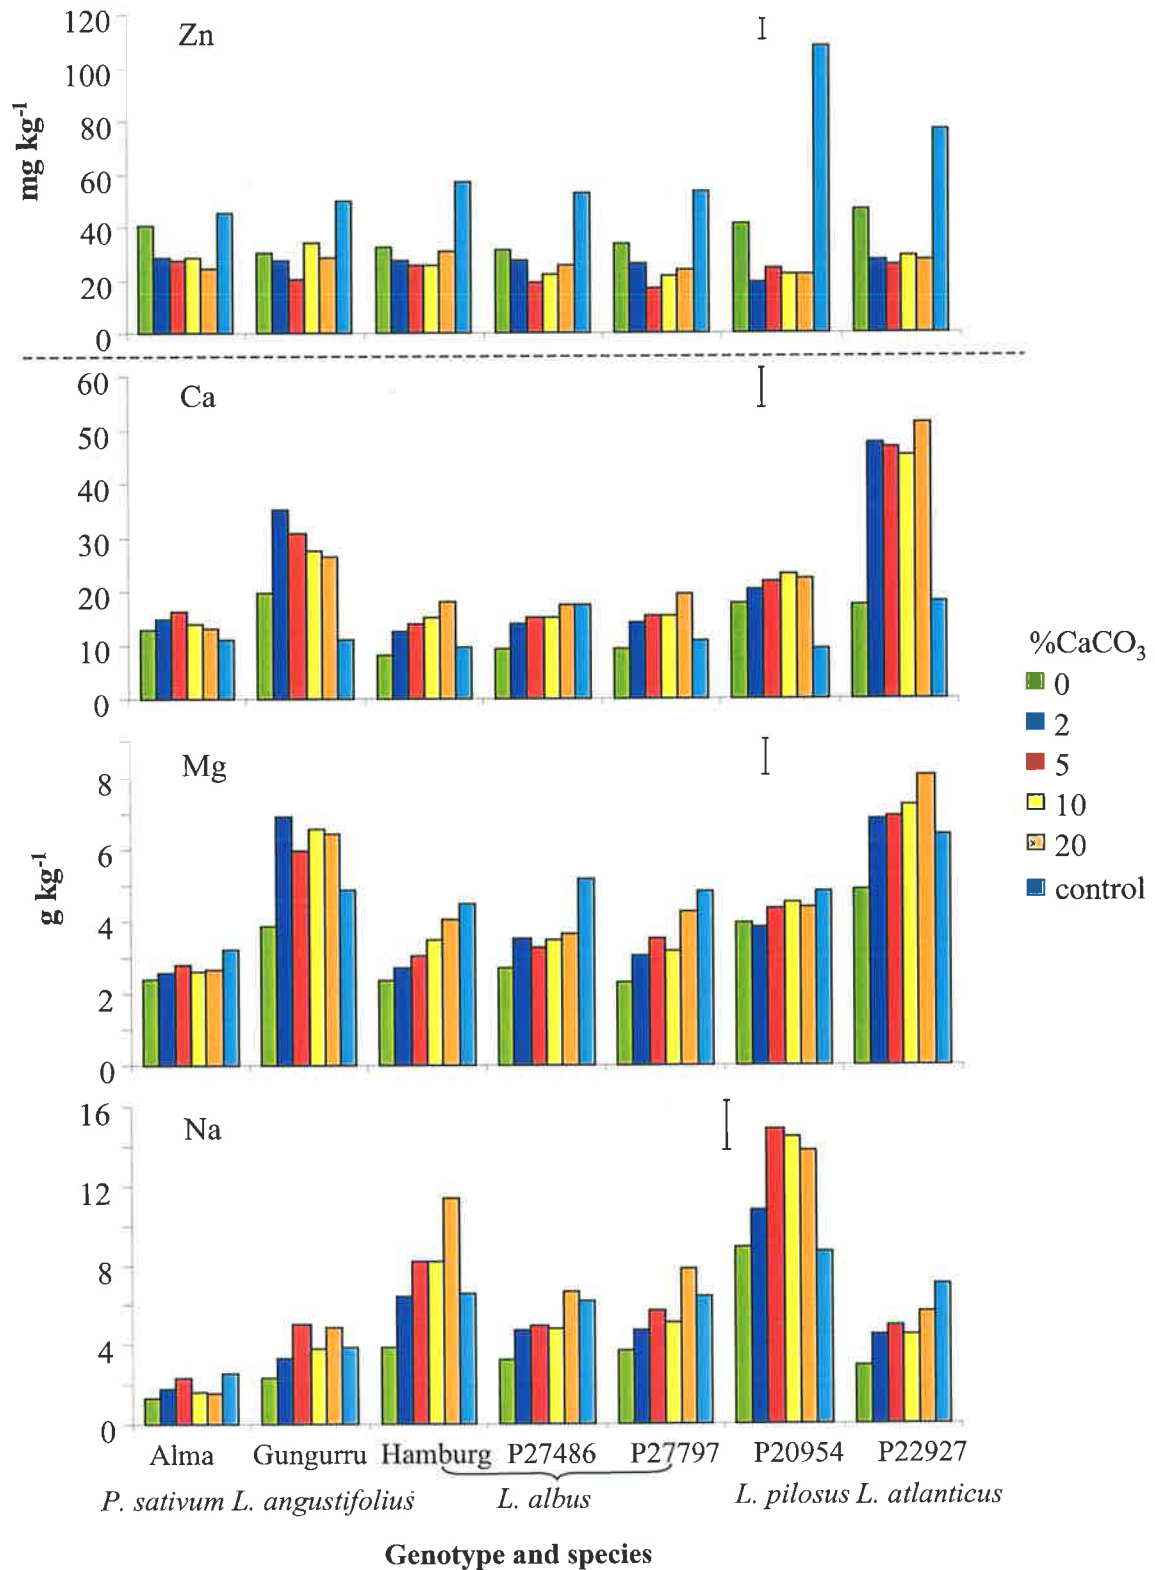 120
Zn
100
80
60
40
20
0
mg kg-1
60
Ca
50
40
30
20
10
0
%CaCO3
0
2
5
10
20
control
Mg
8
6
4
2
0
g kg-1
16
Na
12
8
4
0
Alma Gungurru Hamburg P27486 P27797 P20954 P22927
P. sativum L. angustifolius L. albus L. pilosus L. atlanticus
Genotype and species